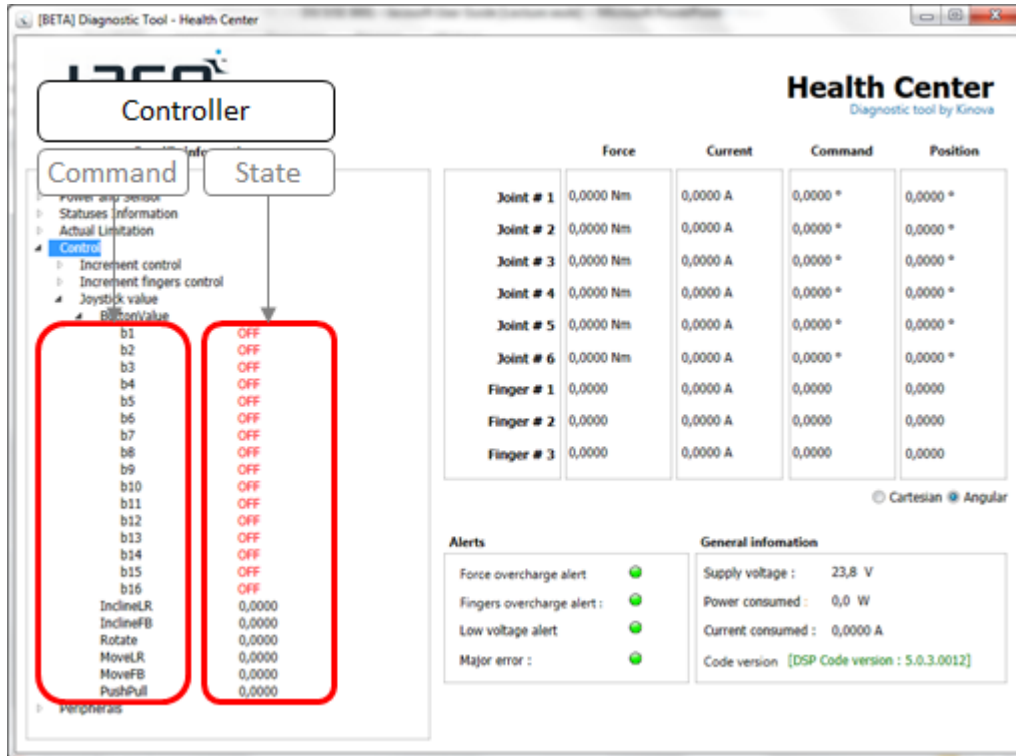 [BETA] Diagnostic Tool - Health Center
Health Center
Diagnostic tool by Kinova
Controller
Command State
Power and Sensor
Statuses Information
Actual Limitation
Control
Increment control
Increment fingers control
Joystick value
ButtonValue
b1 OFF
b2 OFF
b3 OFF
b4 OFF
b5 OFF
b6 OFF
b7 OFF
b8 OFF
b9 OFF
b10 OFF
b11 OFF
b12 OFF
b13 OFF
b14 OFF
b15 OFF
b16 OFF
InclineLR 0,0000
InclineFB 0,0000
Rotate 0,0000
MoveLR 0,0000
MoveFB 0,0000
PushPull 0,0000
Peripherals
Force Current Command Position
Joint # 1 0,0000 Nm 0,0000 A 0,0000 ° 0,0000 °
Joint # 2 0,0000 Nm 0,0000 A 0,0000 ° 0,0000 °
Joint # 3 0,0000 Nm 0,0000 A 0,0000 ° 0,0000 °
Joint # 4 0,0000 Nm 0,0000 A 0,0000 ° 0,0000 °
Joint # 5 0,0000 Nm 0,0000 A 0,0000 ° 0,0000 °
Joint # 6 0,0000 Nm 0,0000 A 0,0000 ° 0,0000 °
Finger # 1 0,0000 0,0000 A 0,0000 0,0000
Finger # 2 0,0000 0,0000 A 0,0000 0,0000
Finger # 3 0,0000 0,0000 A 0,0000 0,0000
Cartesian Angular
Alerts
Force overcharge alert
Fingers overcharge alert :
Low voltage alert
Major error :
General infomation
Supply voltage : 23,8 V
Power consumed : 0,0 W
Current consumed : 0,0000 A
Code version [DSP Code version : 5.0.3.0012]